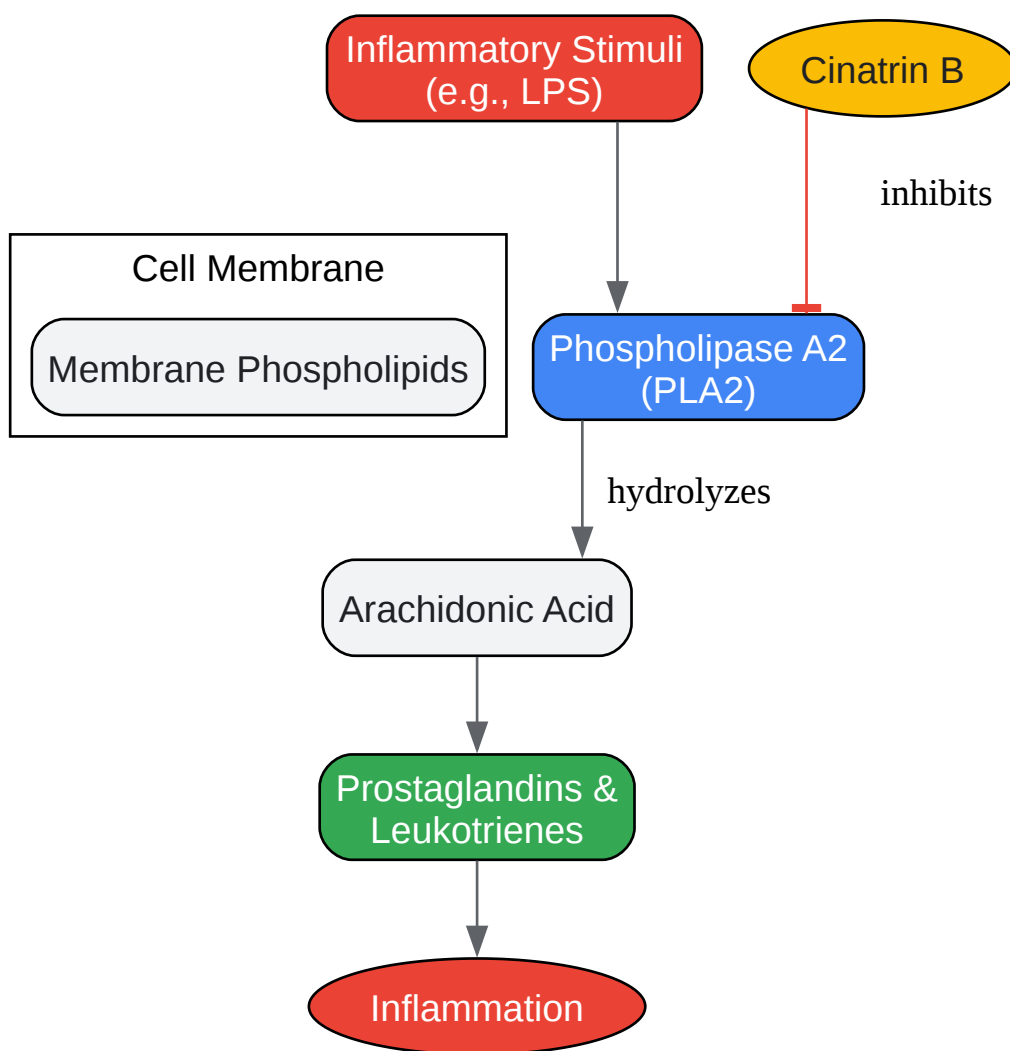 Inflammatory Stimuli
(e.g., LPS)
Cinatrin B
inhibits
Cell Membrane
Membrane Phospholipids
Phospholipase A2
(PLA2)
hydrolyzes
Arachidonic Acid
Prostaglandins &
Leukotrienes
Inflammation